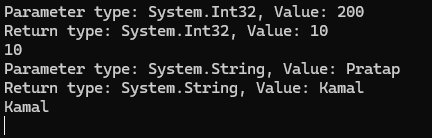 Parameter type: System.Int32, Value: 200
Return type: System.Int32, Value: 10
10
Parameter type: System.String, Value: Pratap
Return type: System.String, Value: Kamal
Kamal